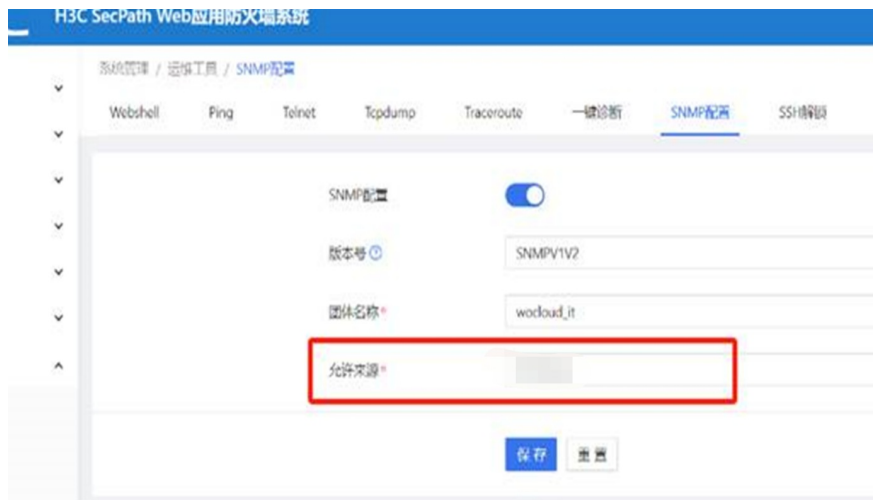 H3C SecPath Web应用防火墙系统
系统管理 / 运维工具 / SNMP配置
Webshell Ping Telnet Tcpdump Traceroute 一键诊断 SNMP配置 SSH解锁
SNMP配置
版本号 SNMPV1V2
团体名称* wocloud_it
允许来源*
保存 重置